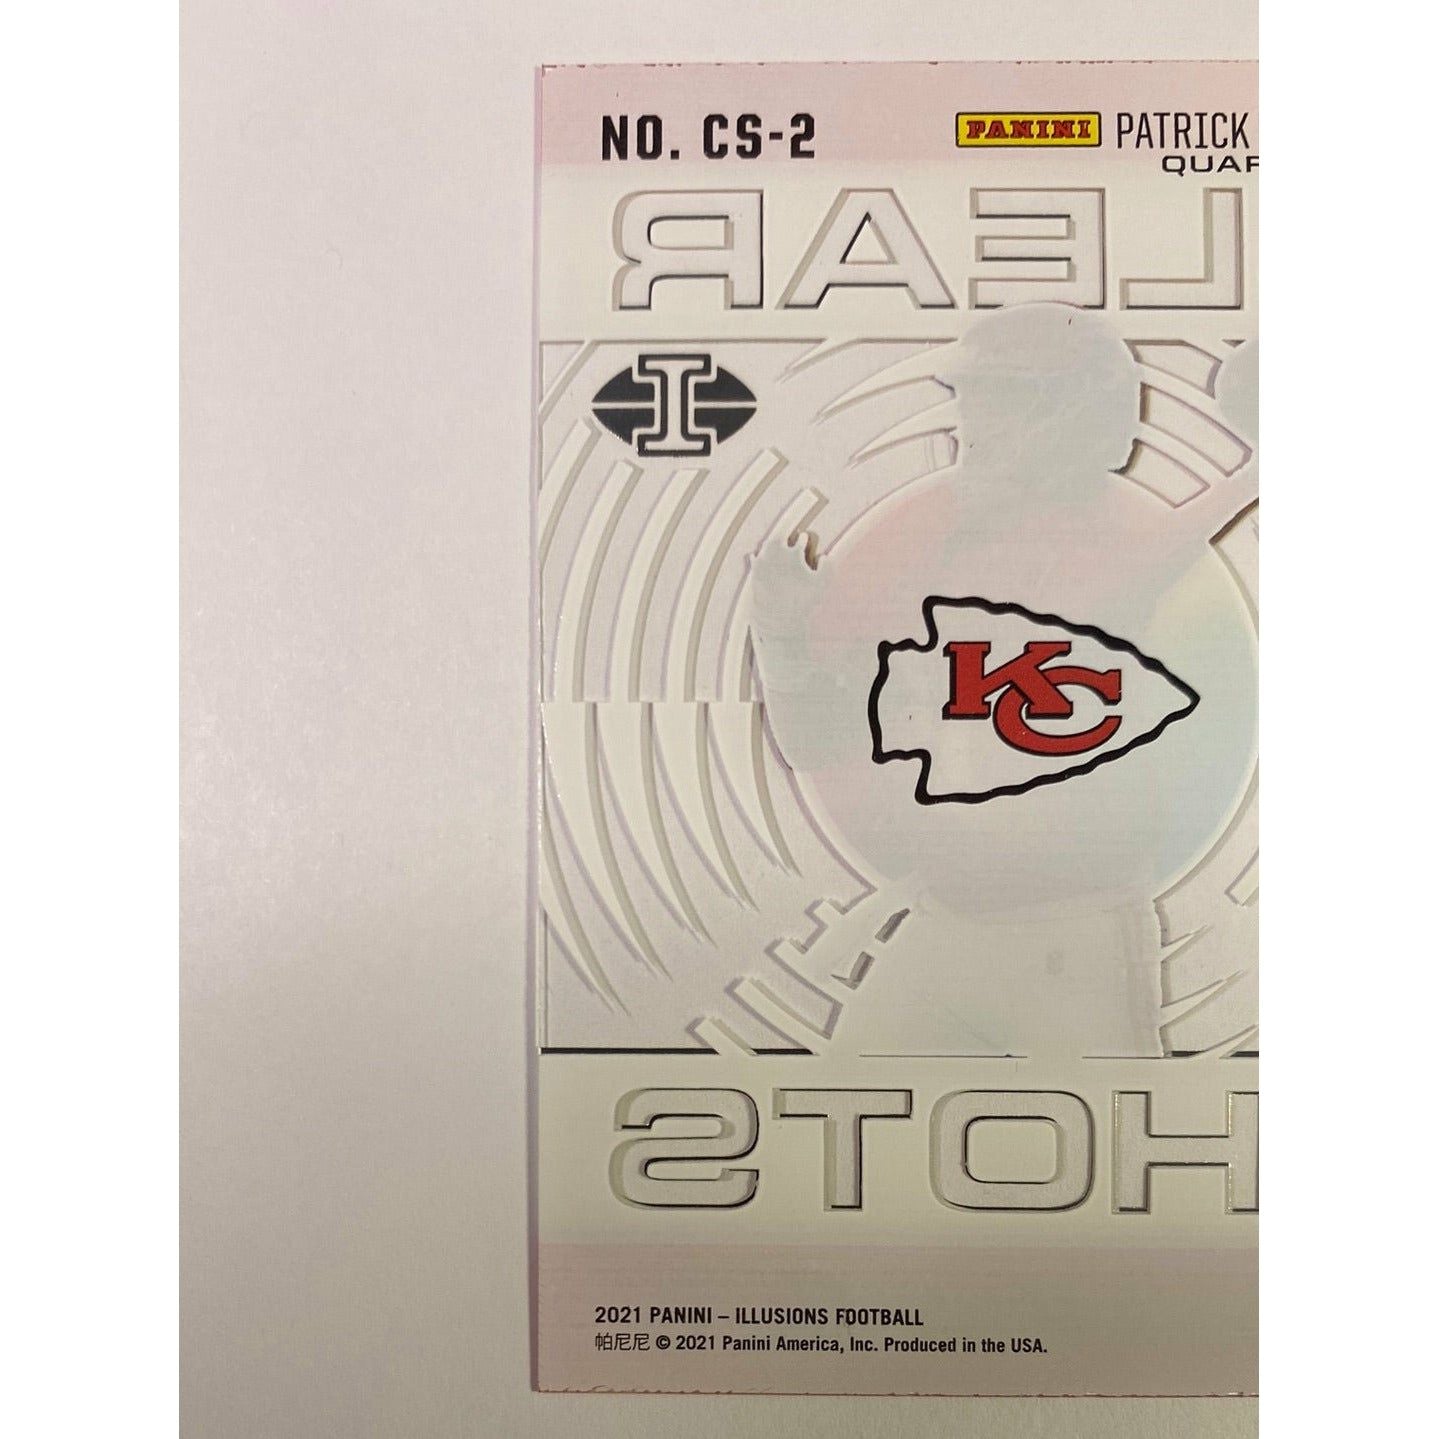 NO. CS-2
PANINI PATRICK
QUAR
LEAR
I
KC
HOTS
2021 PANINI – ILLUSIONS FOOTBALL
帕尼尼 © 2021 Panini America, Inc. Produced in the USA.